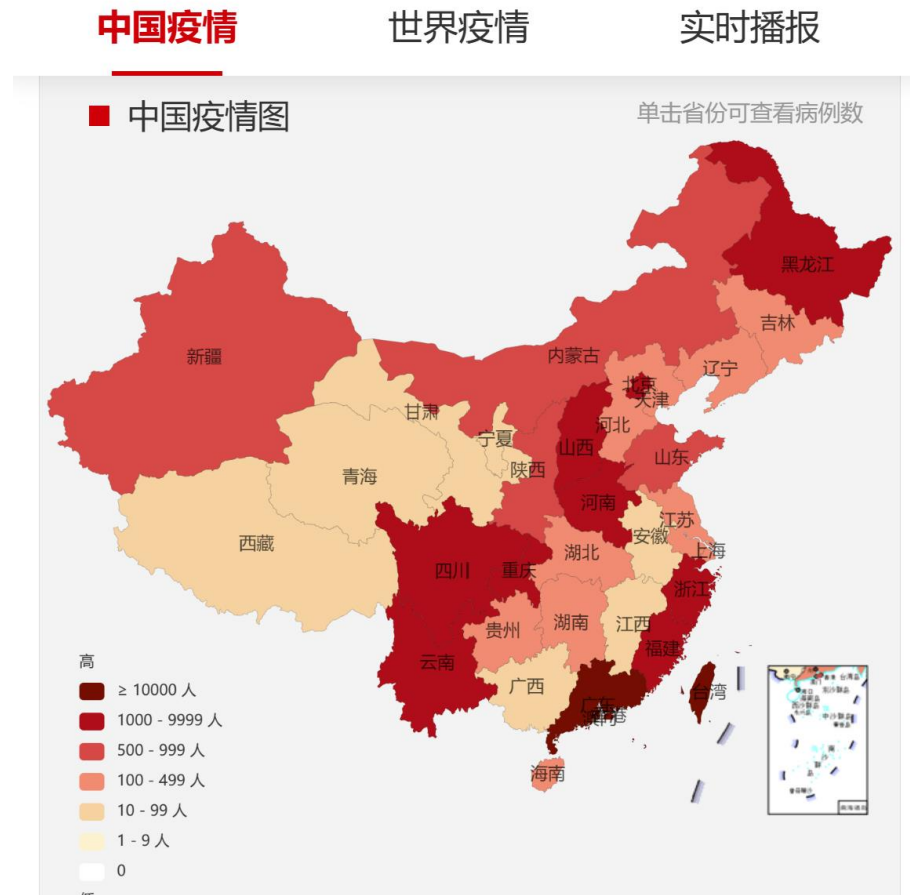 中国疫情
世界疫情
实时播报
中国疫情图
单击省份可查看病例数
黑龙江
吉林
新疆
内蒙古
辽宁
北京
天津
甘肃
河北
宁夏
山西
山东
陕西
青海
河南
江苏
安徽
西藏
湖北
上海
四川
重庆
浙江
湖南
江西
贵州
福建
云南
广西
广东
台湾
海南
高
≥ 10000 人
1000 - 9999 人
500 - 999 人
100 - 499 人
10 - 99 人
1 - 9 人
0